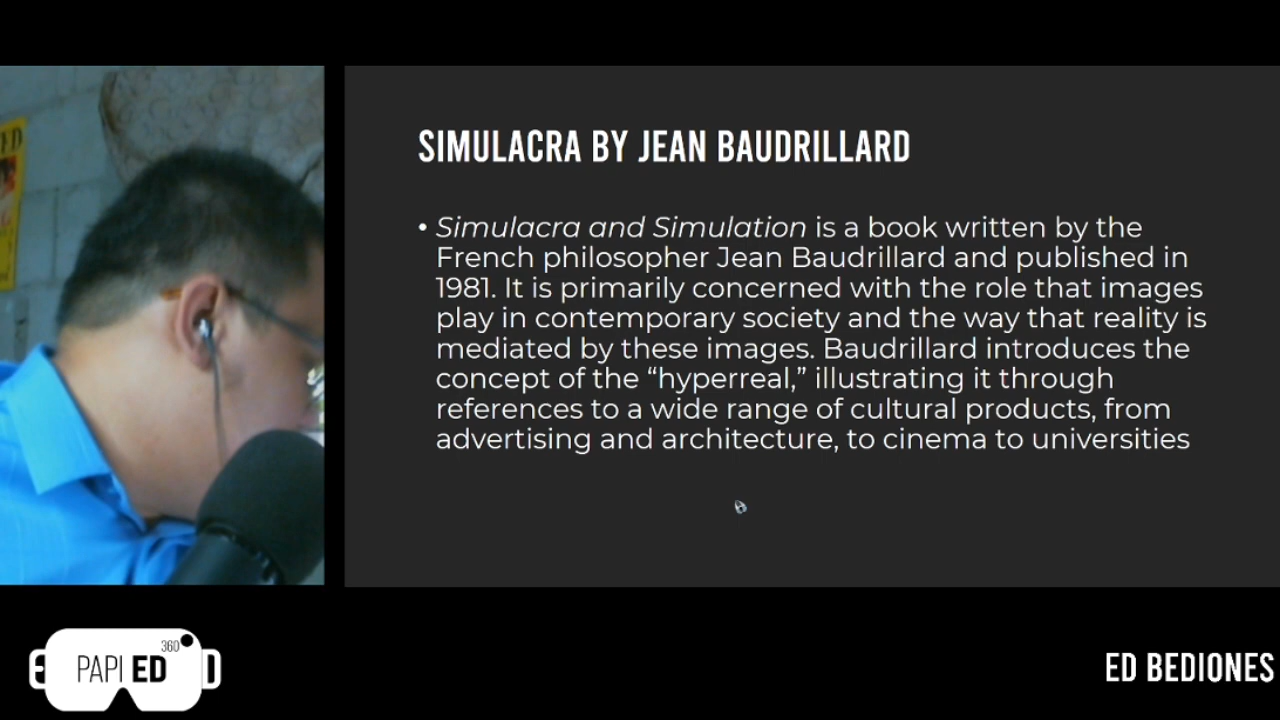 SIMULACRA BY JEAN BAUDRILLARD
• Simulacra and Simulation is a book written by the
French philosopher Jean Baudrillard and published in
1981. It is primarily concerned with the role that images
play in contemporary society and the way that reality is
mediated by these images. Baudrillard introduces the
concept of the “hyperreal,” illustrating it through
references to a wide range of cultural products, from
advertising and architecture, to cinema to universities
360
PAPI ED
ED BEDIONES